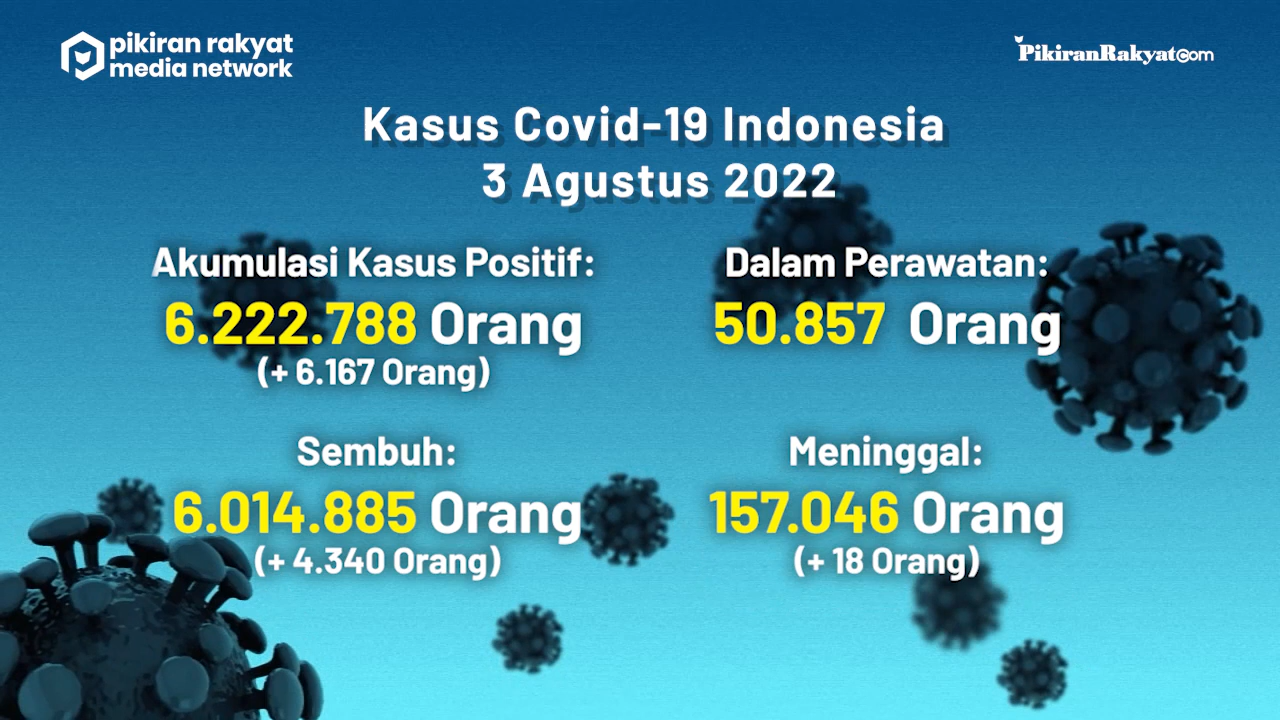 pikiran rakyat
media network
PikiranRakyat.com
Kasus Covid-19 Indonesia
3 Agustus 2022
Akumulasi Kasus Positif:
6.222.788 Orang
(+ 6.167 Orang)
Dalam Perawatan:
50.857 Orang
Sembuh:
6.014.885 Orang
(+ 4.340 Orang)
Meninggal:
157.046 Orang
(+ 18 Orang)